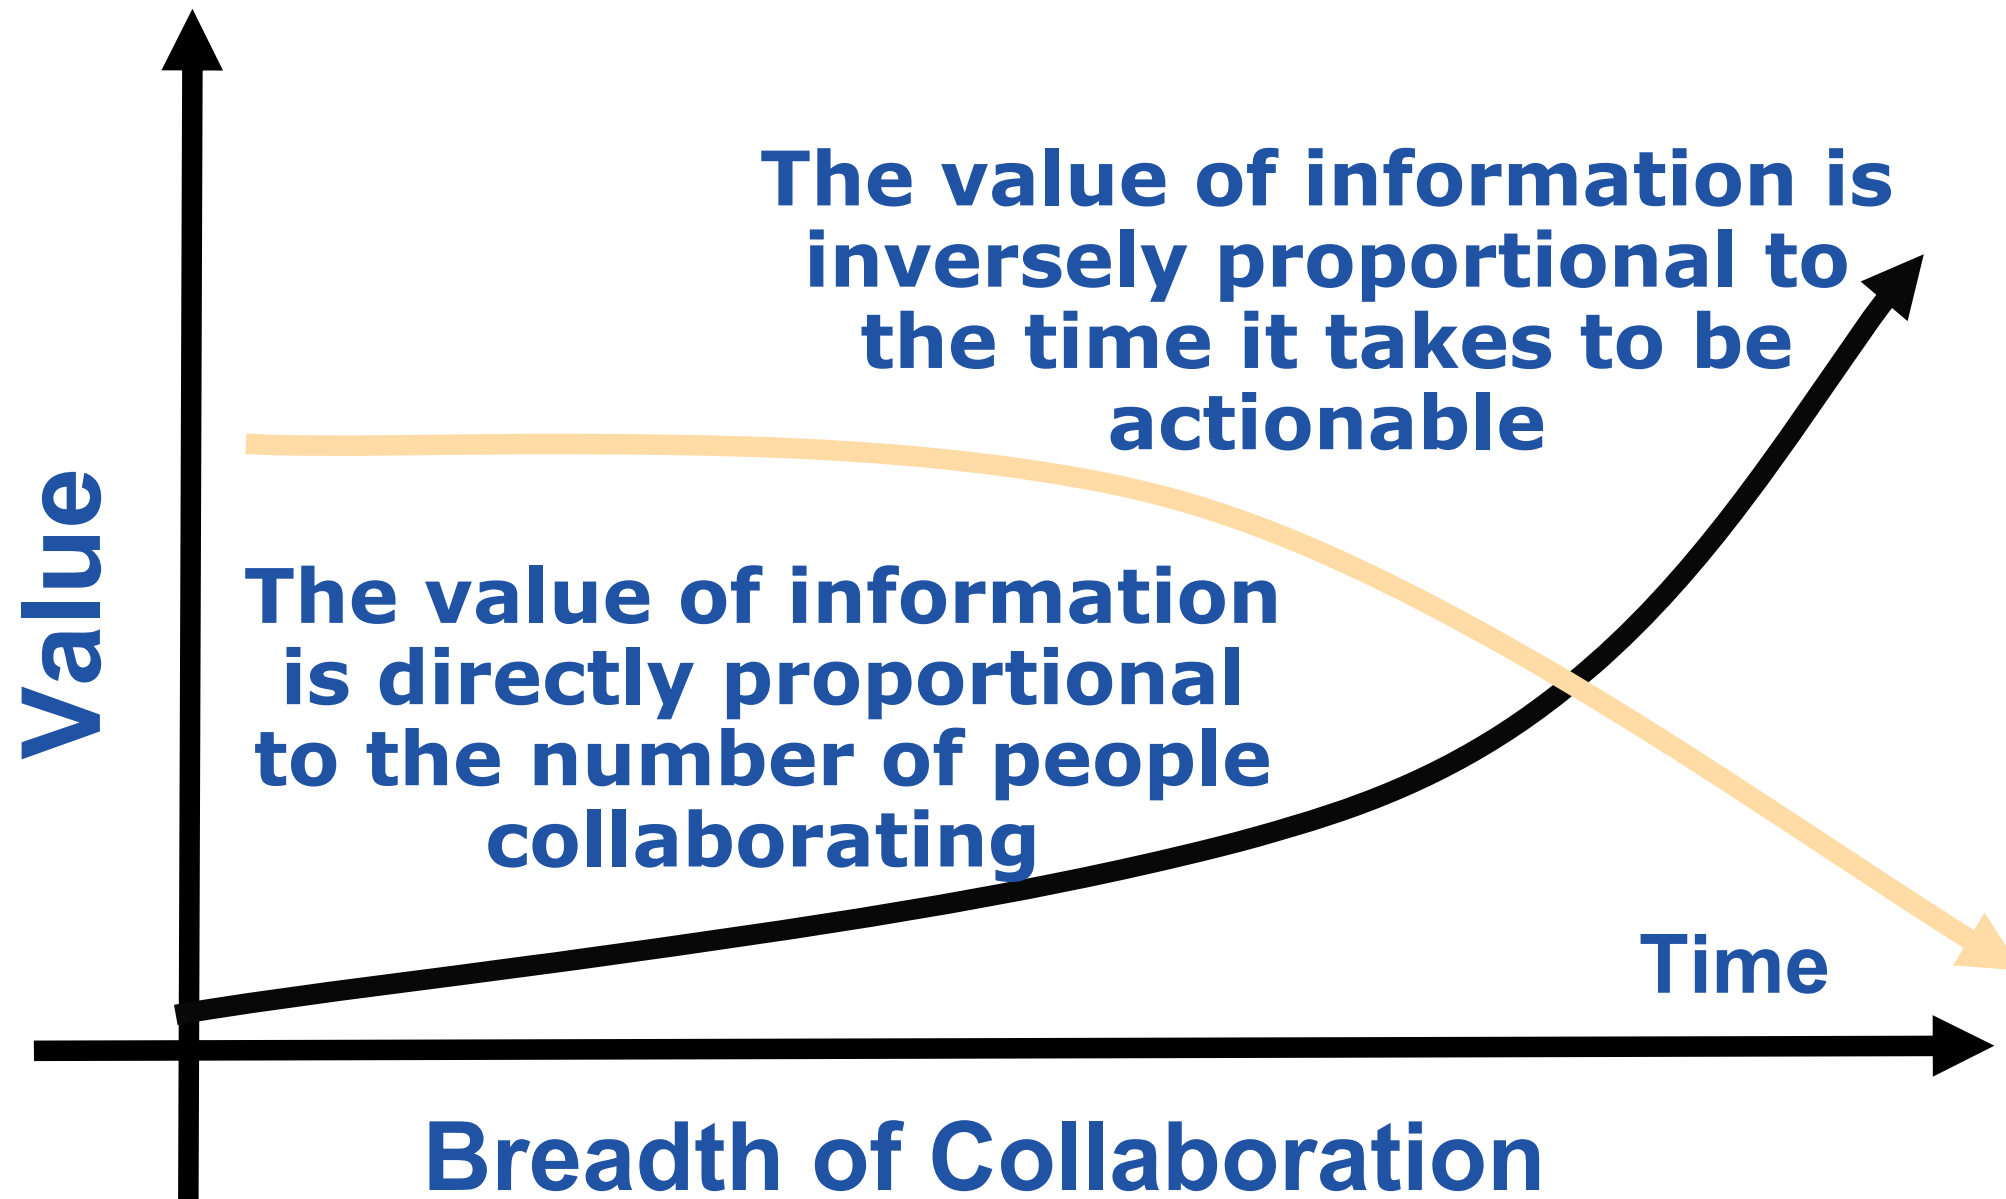 The value of information is
inversely proportional to
the time it takes to be
actionable
Value
The value of information
is directly proportional
to the number of people
collaborating
Time
Breadth of Collaboration